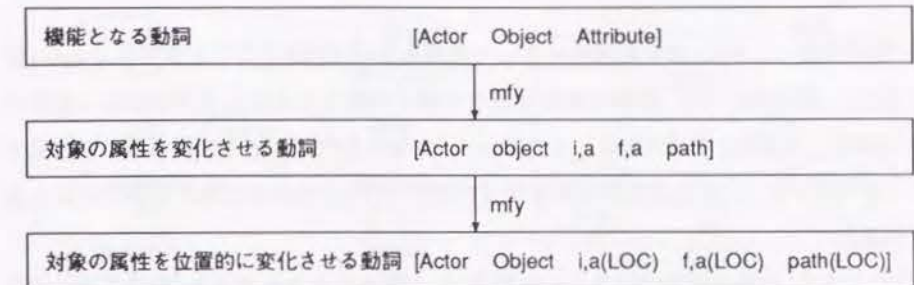 機能となる動詞 [Actor Object Attribute]
mfy
対象の属性を変化させる動詞 [Actor object i,a f,a path]
mfy
対象の属性を位置的に変化させる動詞 [Actor Object i,a(LOC) f,a(LOC) path(LOC)]